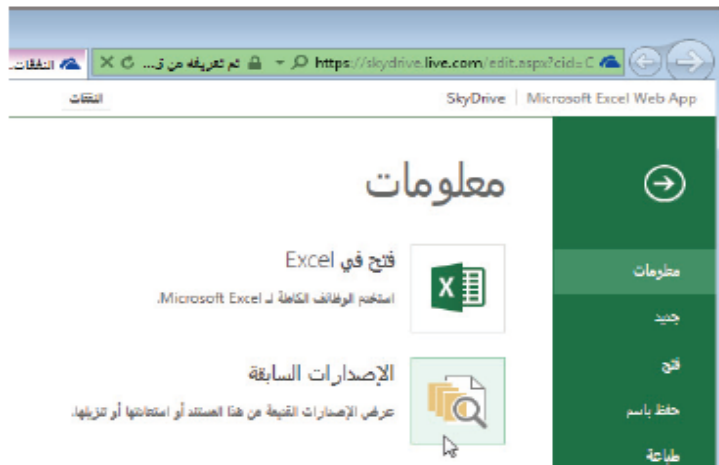 https://skydrive.live.com/edit.aspx?cid=C تم تعريفه من ق... النفقات...
Microsoft Excel Web App | SkyDrive النفقات
معلومات
معلومات
فتح في Excel
استخدم الوظائف الكاملة لـ Microsoft Excel.
الإصدارات السابقة
عرض الإصدارات القديمة من هذا المستند أو استعادتها أو تنزيلها.
جديد
فتح
حفظ باسم
طباعة